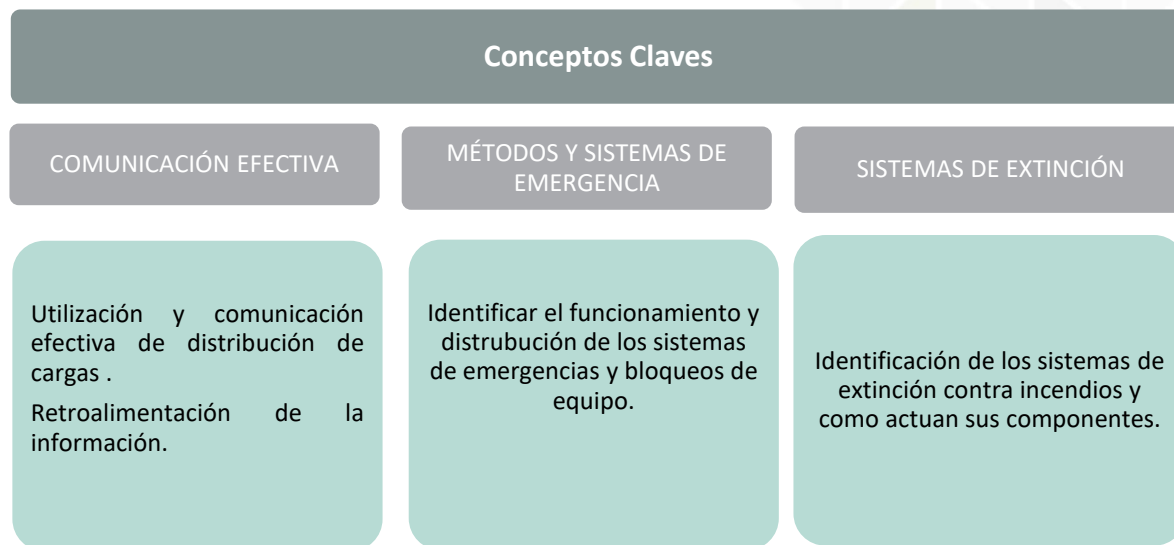 Conceptos Claves
COMUNICACIÓN EFECTIVA
Utilización y comunicación
efectiva de distribución de
cargas .
Retroalimentación de la
información.
MÉTODOS Y SISTEMAS DE
EMERGENCIA
Identificar el funcionamiento y
distrubución de los sistemas
de emergencias y bloqueos de
equipo.
SISTEMAS DE EXTINCIÓN
Identificación de los sistemas de
extinción contra incendios y
como actuan sus componentes.